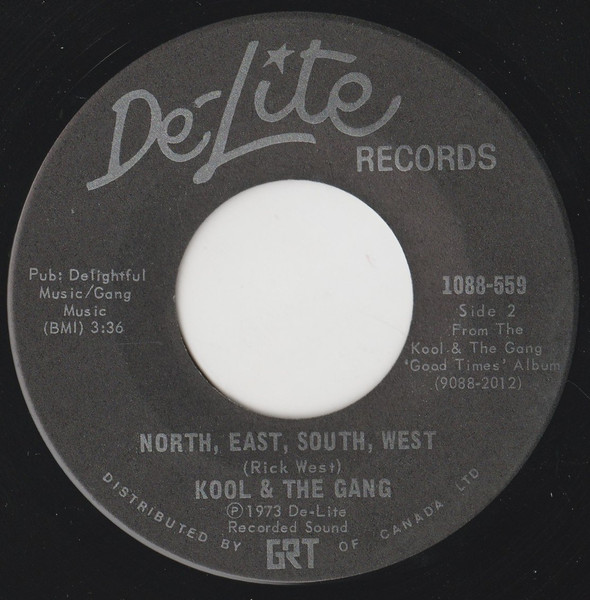 De-Lite
RECORDS
Pub: Delightful
Music/Gang
Music
(BMI) 3:36
1088-559
Side 2
From The
Kool & The Gang
'Good Times' Album
(9088-2012)
NORTH, EAST, SOUTH, WEST
(Rick West)
KOOL & THE GANG
℗ 1973 De-Lite
Recorded Sound
DISTRIBUTED BY GRT OF CANADA LTD